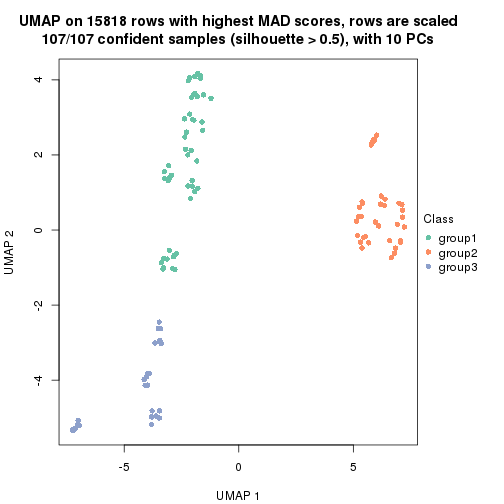 UMAP on 15818 rows with highest MAD scores, rows are scaled
107/107 confident samples (silhouette > 0.5), with 10 PCs
4
2
0
-2
-4
UMAP 2
-5
0
5
UMAP 1
Class
group1
group2
group3